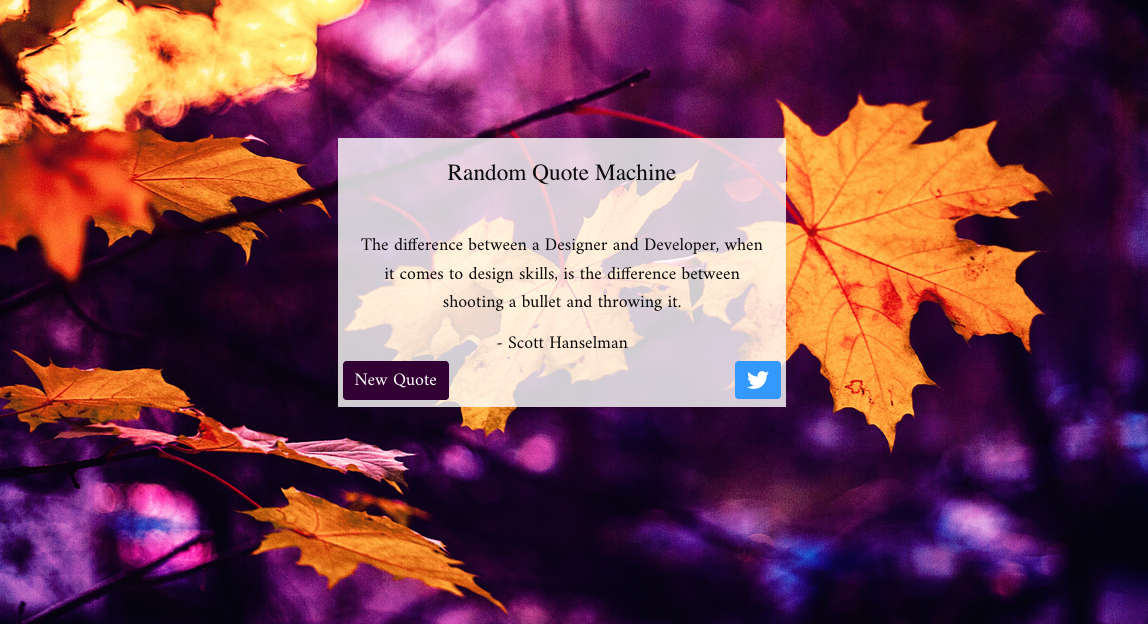 Random Quote Machine
The difference between a Designer and Developer, when
it comes to design skills, is the difference between
shooting a bullet and throwing it.
- Scott Hanselman
New Quote